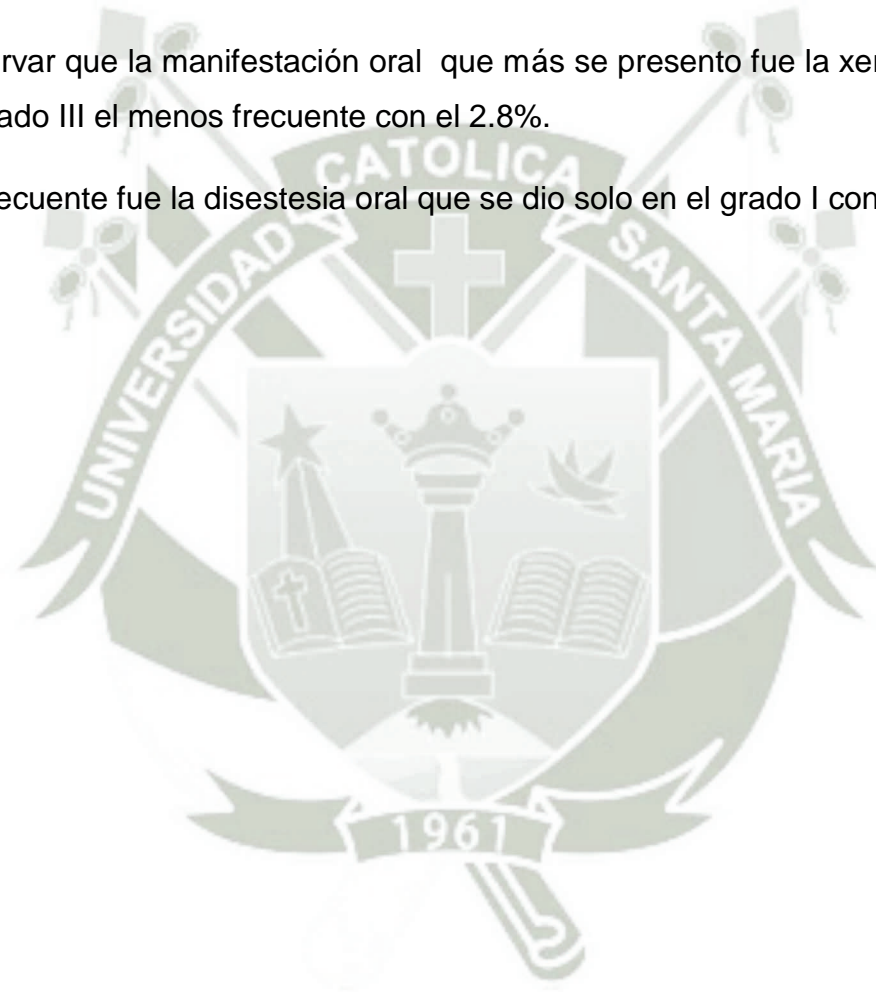 rvar que la manifestación oral que más se presento fue la xer
ado III el menos frecuente con el 2.8%.
ecuente fue la disestesia oral que se dio solo en el grado I con
UNIVERSIDAD CATOLICA SANTA MARIA
1961